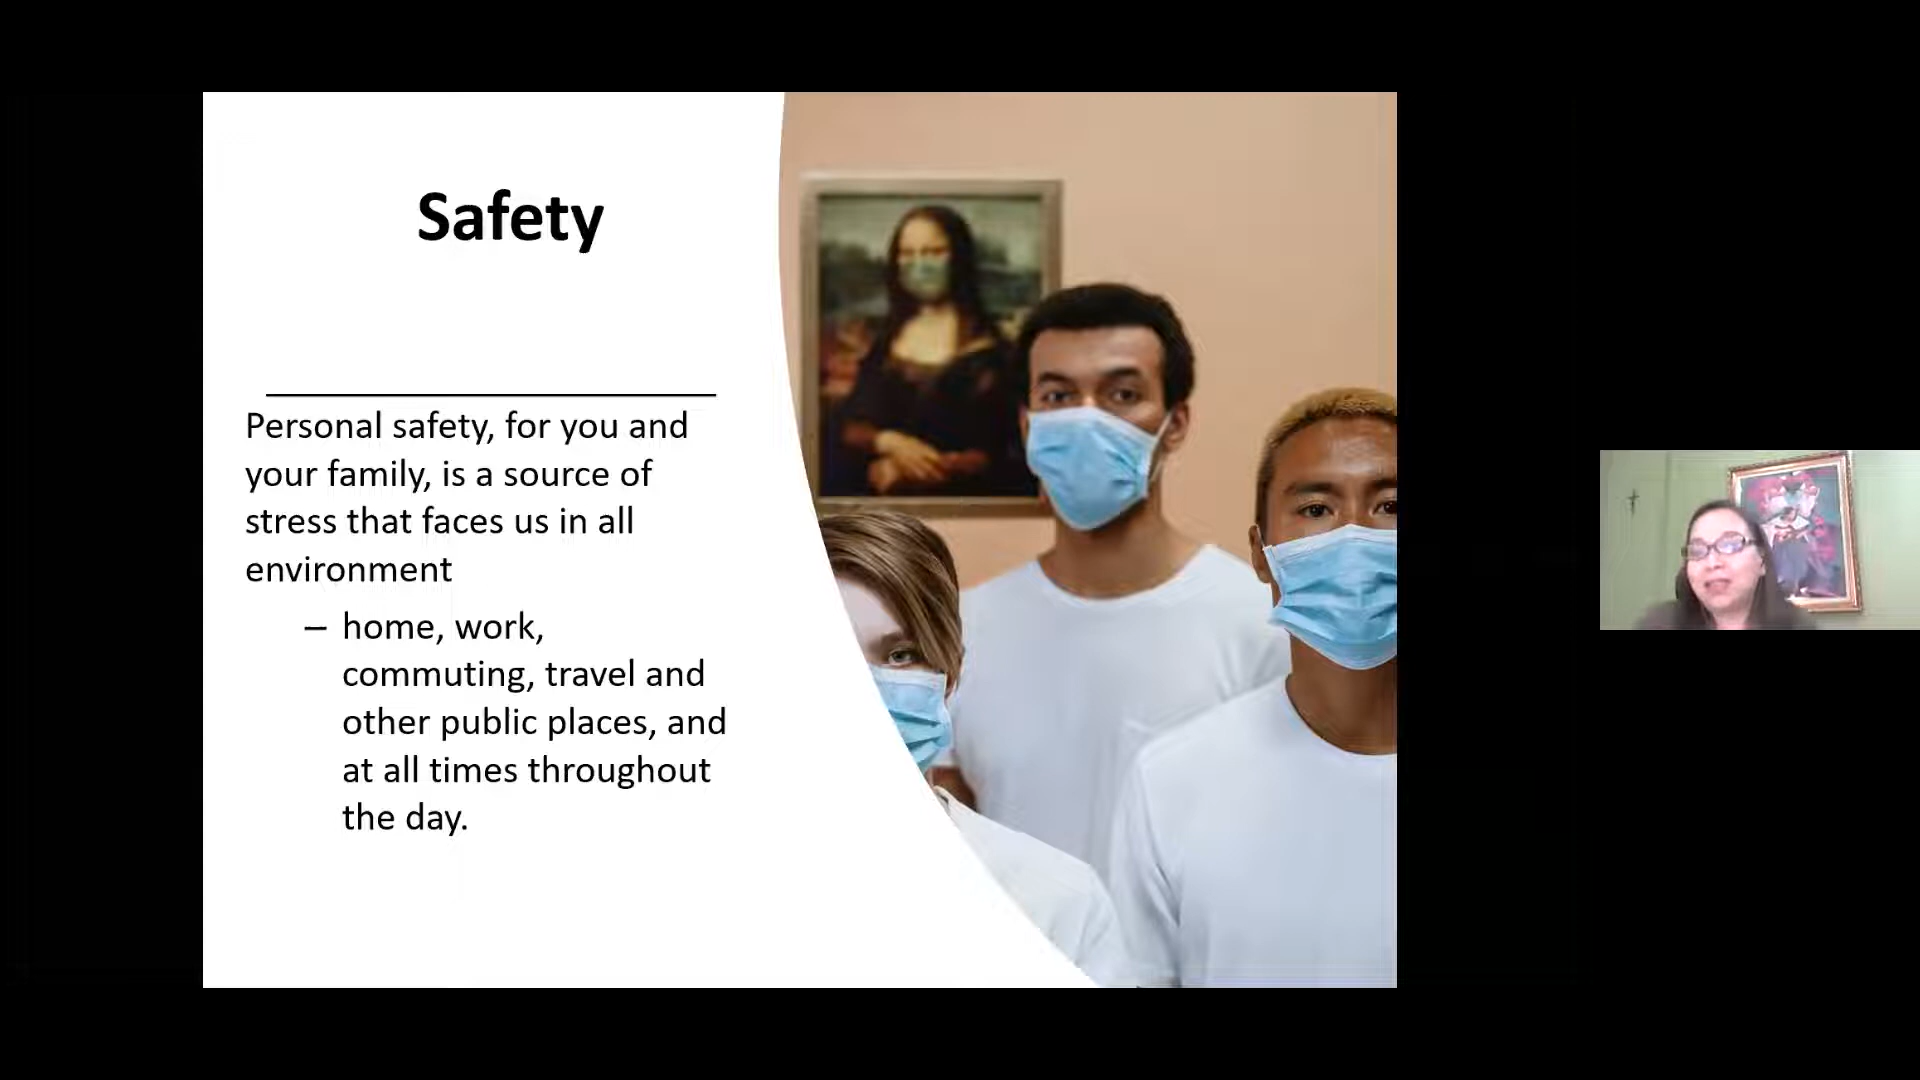 Safety
Personal safety, for you and
your family, is a source of
stress that faces us in all
environment
– home, work,
commuting, travel and
other public places, and
at all times throughout
the day.